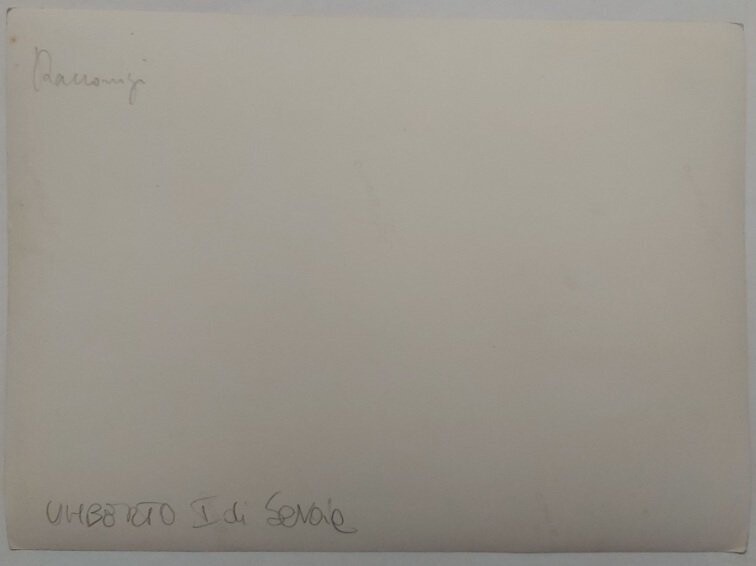 Racconigi
UMBERTO I di Savoia